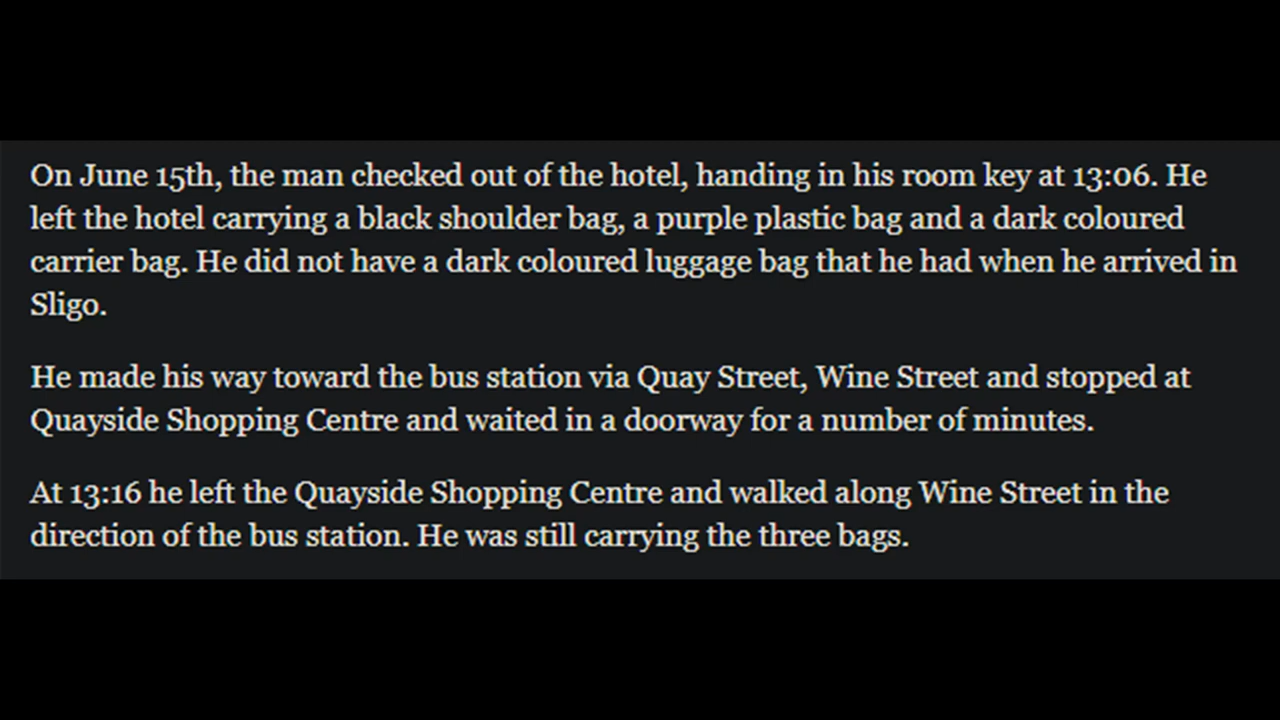 On June 15th, the man checked out of the hotel, handing in his room key at 13:06. He
left the hotel carrying a black shoulder bag, a purple plastic bag and a dark coloured
carrier bag. He did not have a dark coloured luggage bag that he had when he arrived in
Sligo.
He made his way toward the bus station via Quay Street, Wine Street and stopped at
Quayside Shopping Centre and waited in a doorway for a number of minutes.
At 13:16 he left the Quayside Shopping Centre and walked along Wine Street in the
direction of the bus station. He was still carrying the three bags.